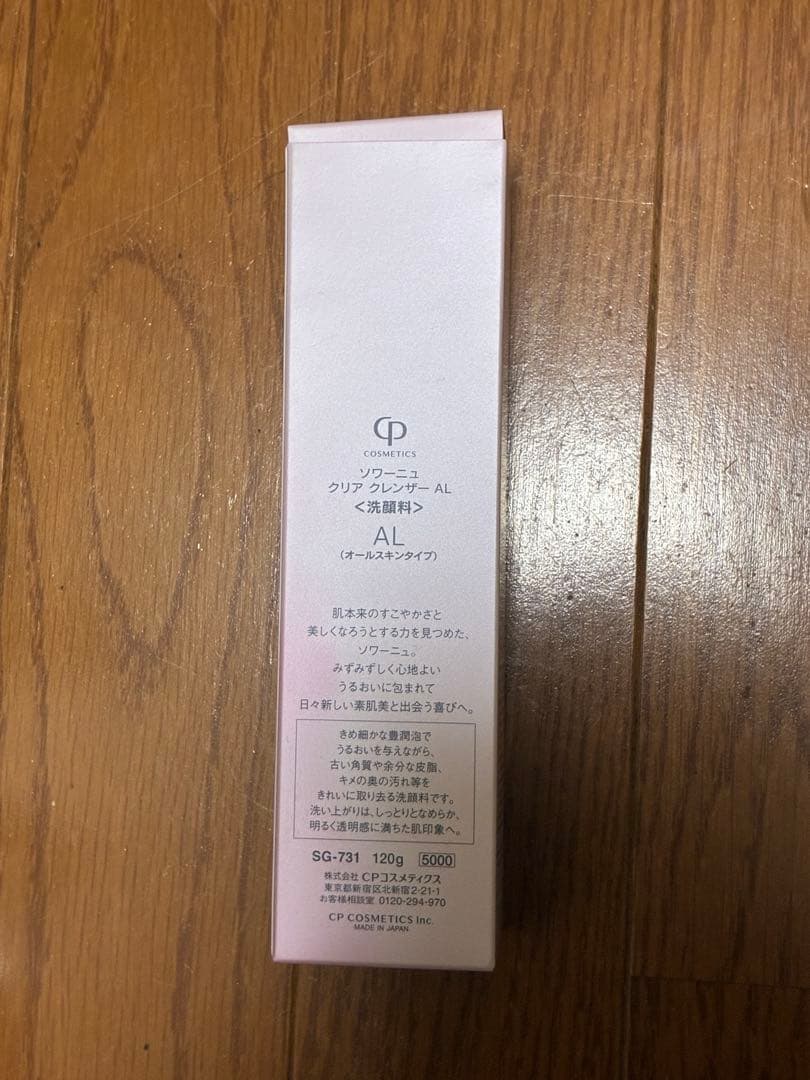 CP
COSMETICS
ソワーニュ
クリア クレンザー AL
<洗顔料>
AL
(オールスキンタイプ)
肌本来のすこやかさと
美しくなろうとする力を見つめた、
ソワーニュ。
みずみずしく心地よい
うるおいに包まれて
日々新しい素肌美と出会う喜びへ。
きめ細かな豊潤泡で
うるおいを与えながら、
古い角質や余分な皮脂、
キメの奥の汚れ等を
きれいに取り去る洗顔料です。
洗い上がりは、しっとりとなめらか、
明るく透明感に満ちた肌印象へ。
SG-731 120g 5000
株式会社 CPコスメティクス
東京都新宿区北新宿2-21-1
お客様相談室 0120-294-970
CP COSMETICS Inc.
MADE IN JAPAN